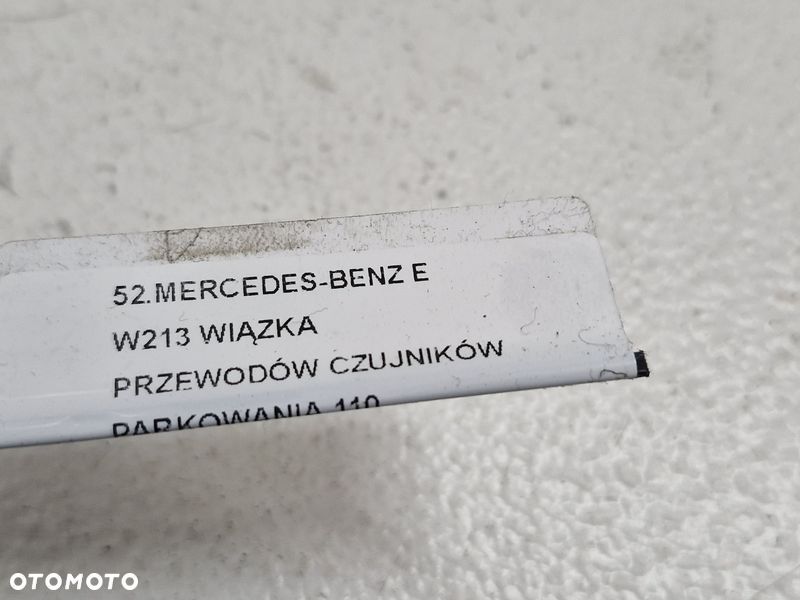 52.MERCEDES-BENZ E
W213 WIĄZKA
PRZEWODÓW CZUJNIKÓW
PARKOWANIA 110
OTOMOTO